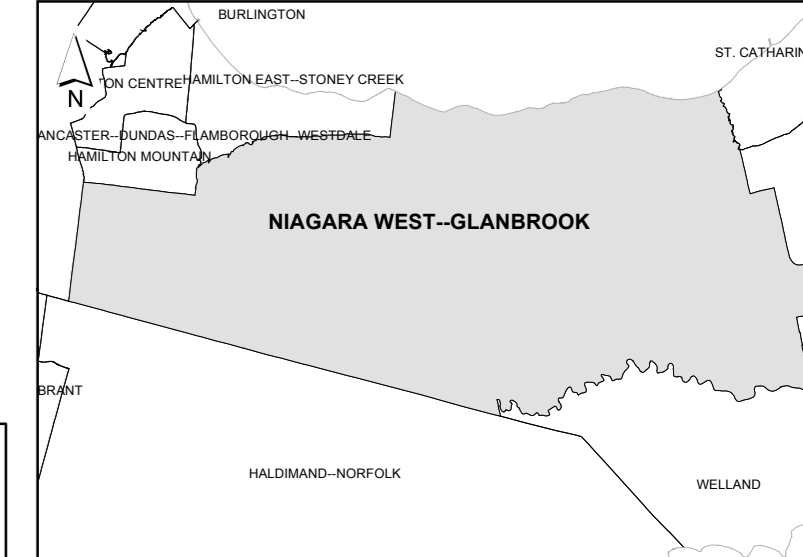 BURLINGTON
ST. CATHARIN
ON CENTRE
HAMILTON EAST--STONEY CREEK
N
ANCASTER--DUNDAS--FLAMBOROUGH--WESTDALE
HAMILTON MOUNTAIN
NIAGARA WEST--GLANBROOK
BRANT
HALDIMAND--NORFOLK
WELLAND